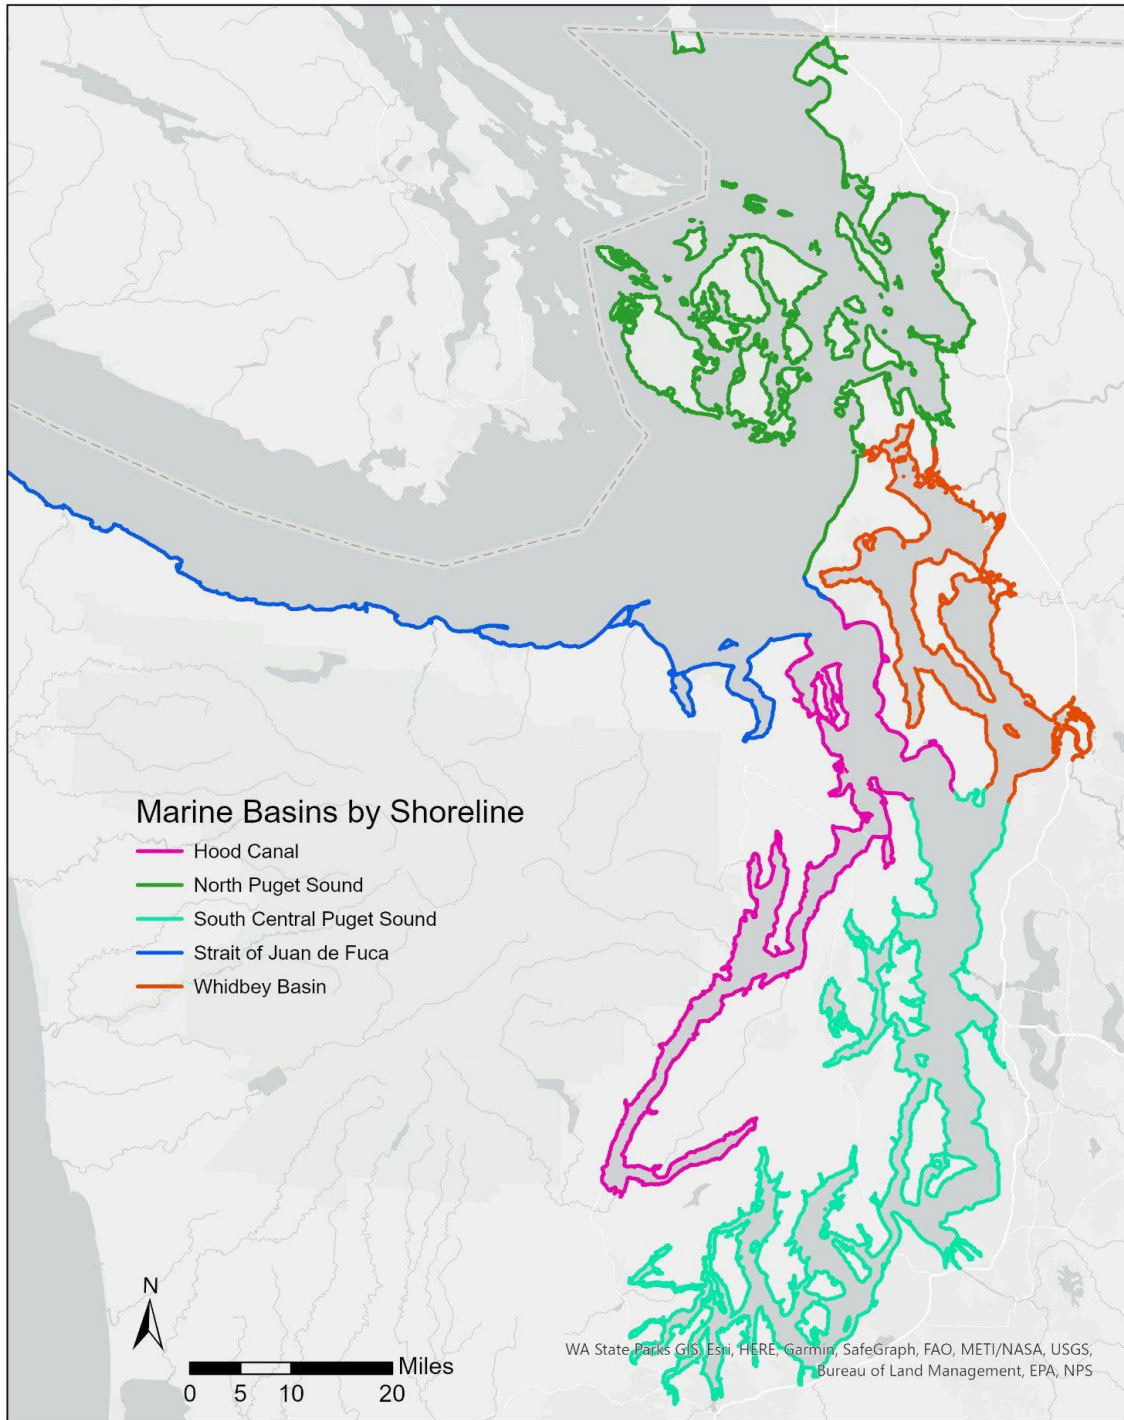 Marine Basins by Shoreline
Hood Canal
North Puget Sound
South Central Puget Sound
Strait of Juan de Fuca
Whidbey Basin
N
Miles
0 5 10 20
WA State Parks GIS, Esri, HERE, Garmin, SafeGraph, FAO, METI/NASA, USGS,
Bureau of Land Management, EPA, NPS